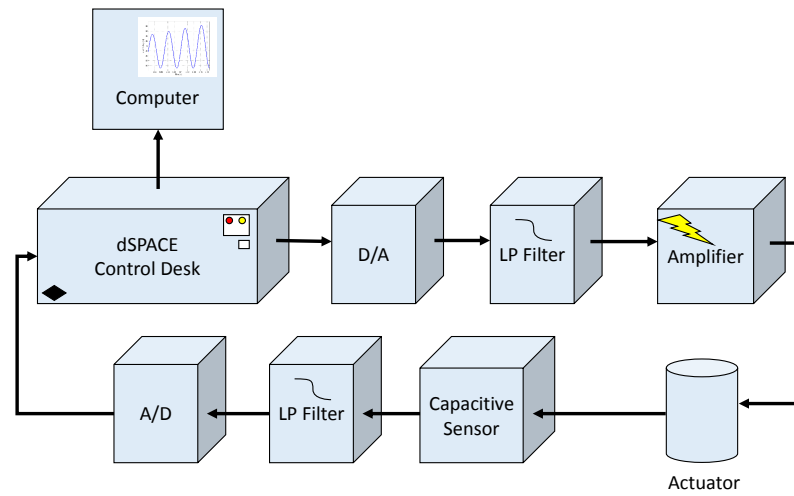 Computer
dSPACE
Control Desk
D/A
LP Filter
Amplifier
A/D
LP Filter
Capacitive
Sensor
Actuator